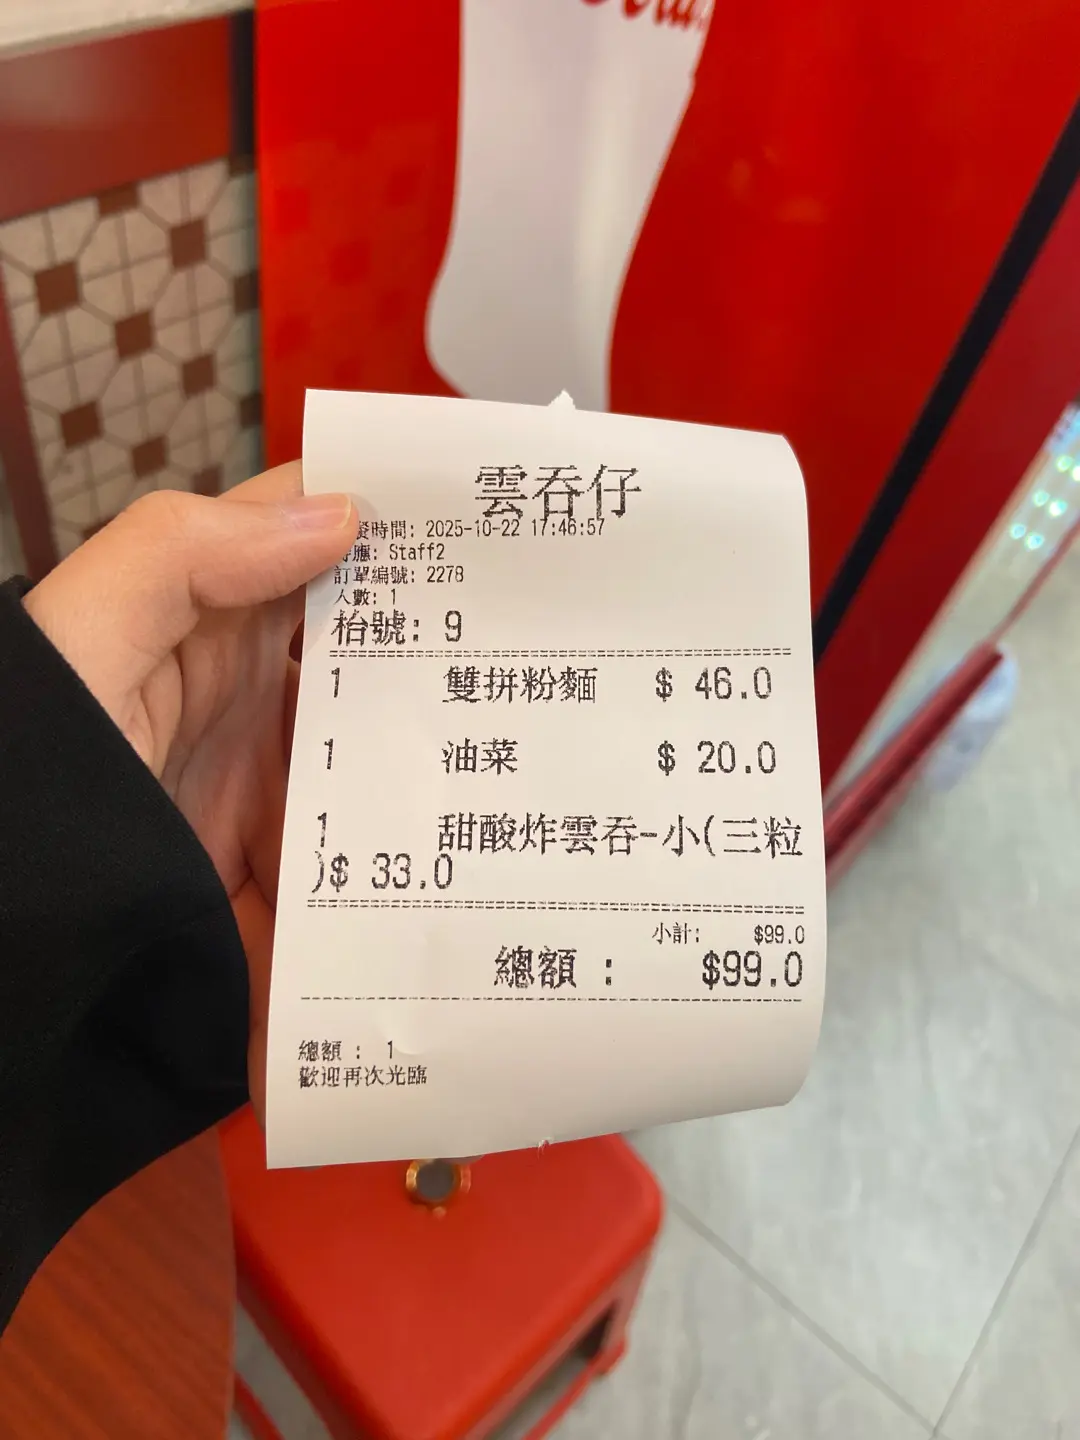 雲吞仔
餐時間: 2025-10-22 17:46:57
廳: Staff2
訂單編號: 2278
人數: 1
枱號: 9
1 雙拼粉麵 $ 46.0
1 油菜 $ 20.0
1 甜酸炸雲吞-小(三粒
)$ 33.0
小計: $99.0
總額 : $99.0
總額 : 1
歡迎再次光臨